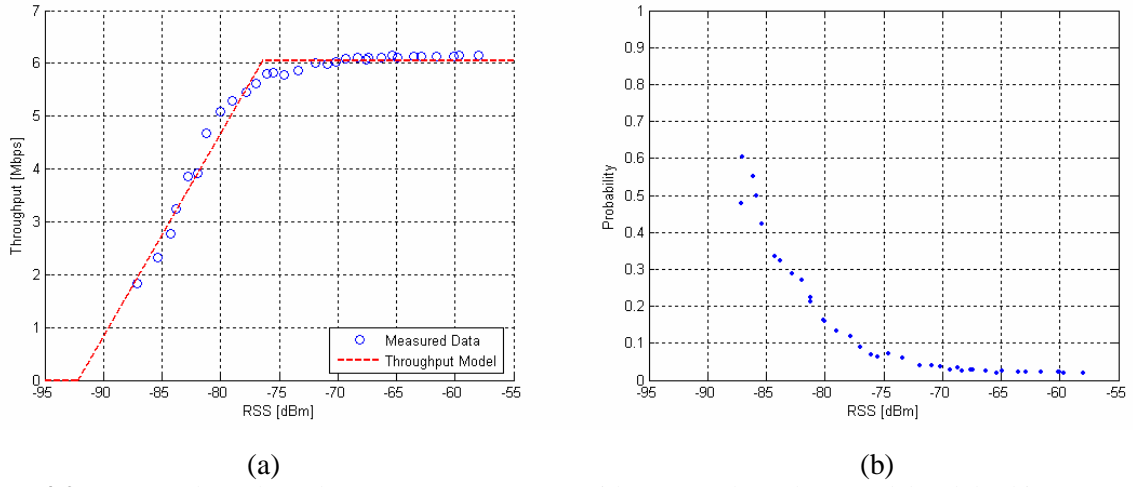 7
6
5
4
3
2
1
0
Throughput [Mbps]
-95 -90 -85 -80 -75 -70 -65 -60 -55
RSS [dBm]
Measured Data
Throughput Model
(a)
1
0.9
0.8
0.7
0.6
0.5
0.4
0.3
0.2
0.1
0
Probability
-95 -90 -85 -80 -75 -70 -65 -60 -55
RSS [dBm]
(b)